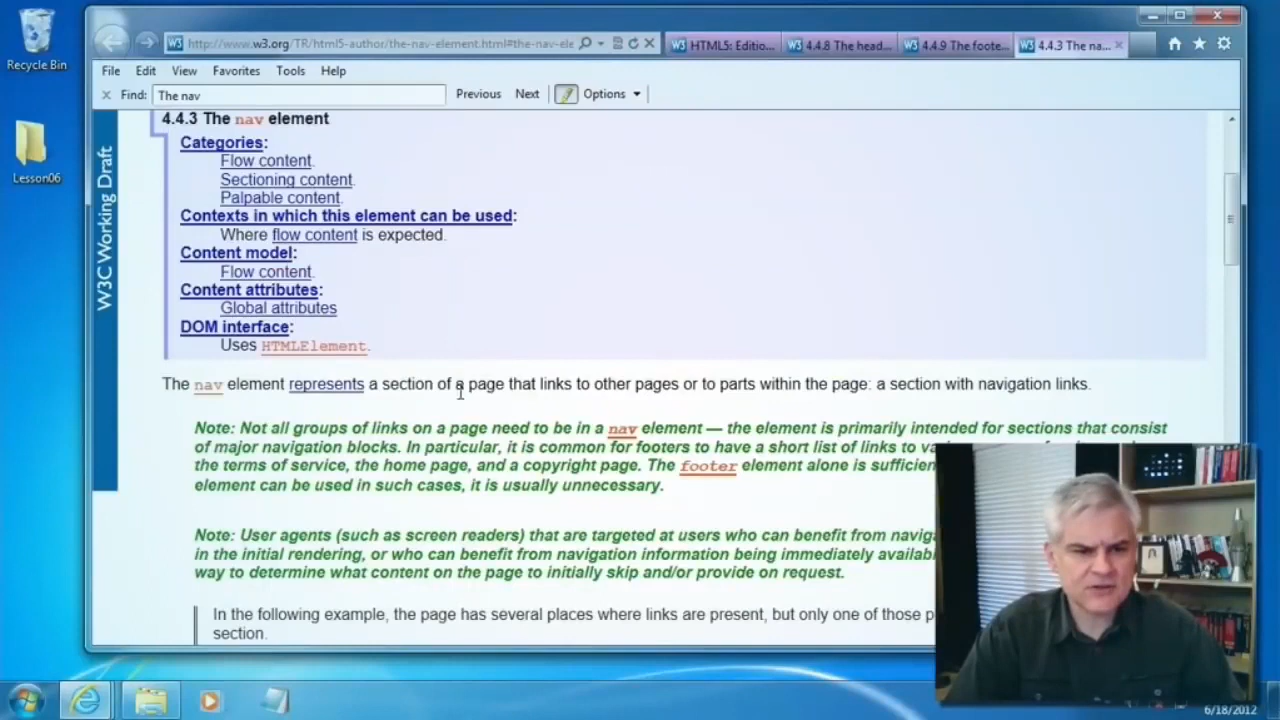 Recycle Bin
Lesson06
http://www.w3.org/TR/html5-author/the-nav-element.html#the-nav-ele
W3 HTML5: Editio...
W3 4.4.8 The head...
W3 4.4.9 The foote...
W3 4.4.3 The na...
File Edit View Favorites Tools Help
Find: The nav Previous Next Options
W3C Working Draft
4.4.3 The nav element
Categories:
Flow content.
Sectioning content.
Palpable content.
Contexts in which this element can be used:
Where flow content is expected.
Content model:
Flow content.
Content attributes:
Global attributes
DOM interface:
Uses HTMLElement.
The nav element represents a section of a page that links to other pages or to parts within the page: a section with navigation links.
Note: Not all groups of links on a page need to be in a nav element — the element is primarily intended for sections that consist
of major navigation blocks. In particular, it is common for footers to have a short list of links to
the terms of service, the home page, and a copyright page. The footer element alone is sufficien
element can be used in such cases, it is usually unnecessary.
Note: User agents (such as screen readers) that are targeted at users who can benefit from naviga
in the initial rendering, or who can benefit from navigation information being immediately availab
way to determine what content on the page to initially skip and/or provide on request.
In the following example, the page has several places where links are present, but only one of those p
section.
6/18/2012